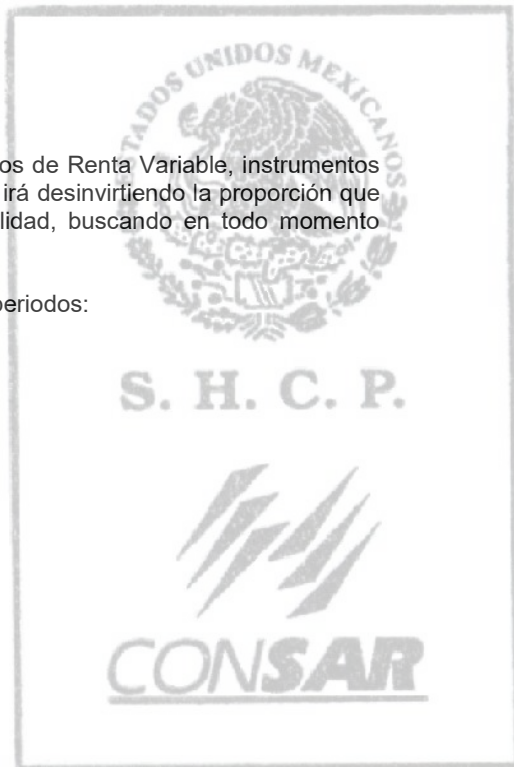 ESTADOS UNIDOS MEXICANOS
os de Renta Variable, instrumentos
irá desinvirtiendo la proporción que
lidad, buscando en todo momento
periodos:
S. H. C. P.
CONSAR